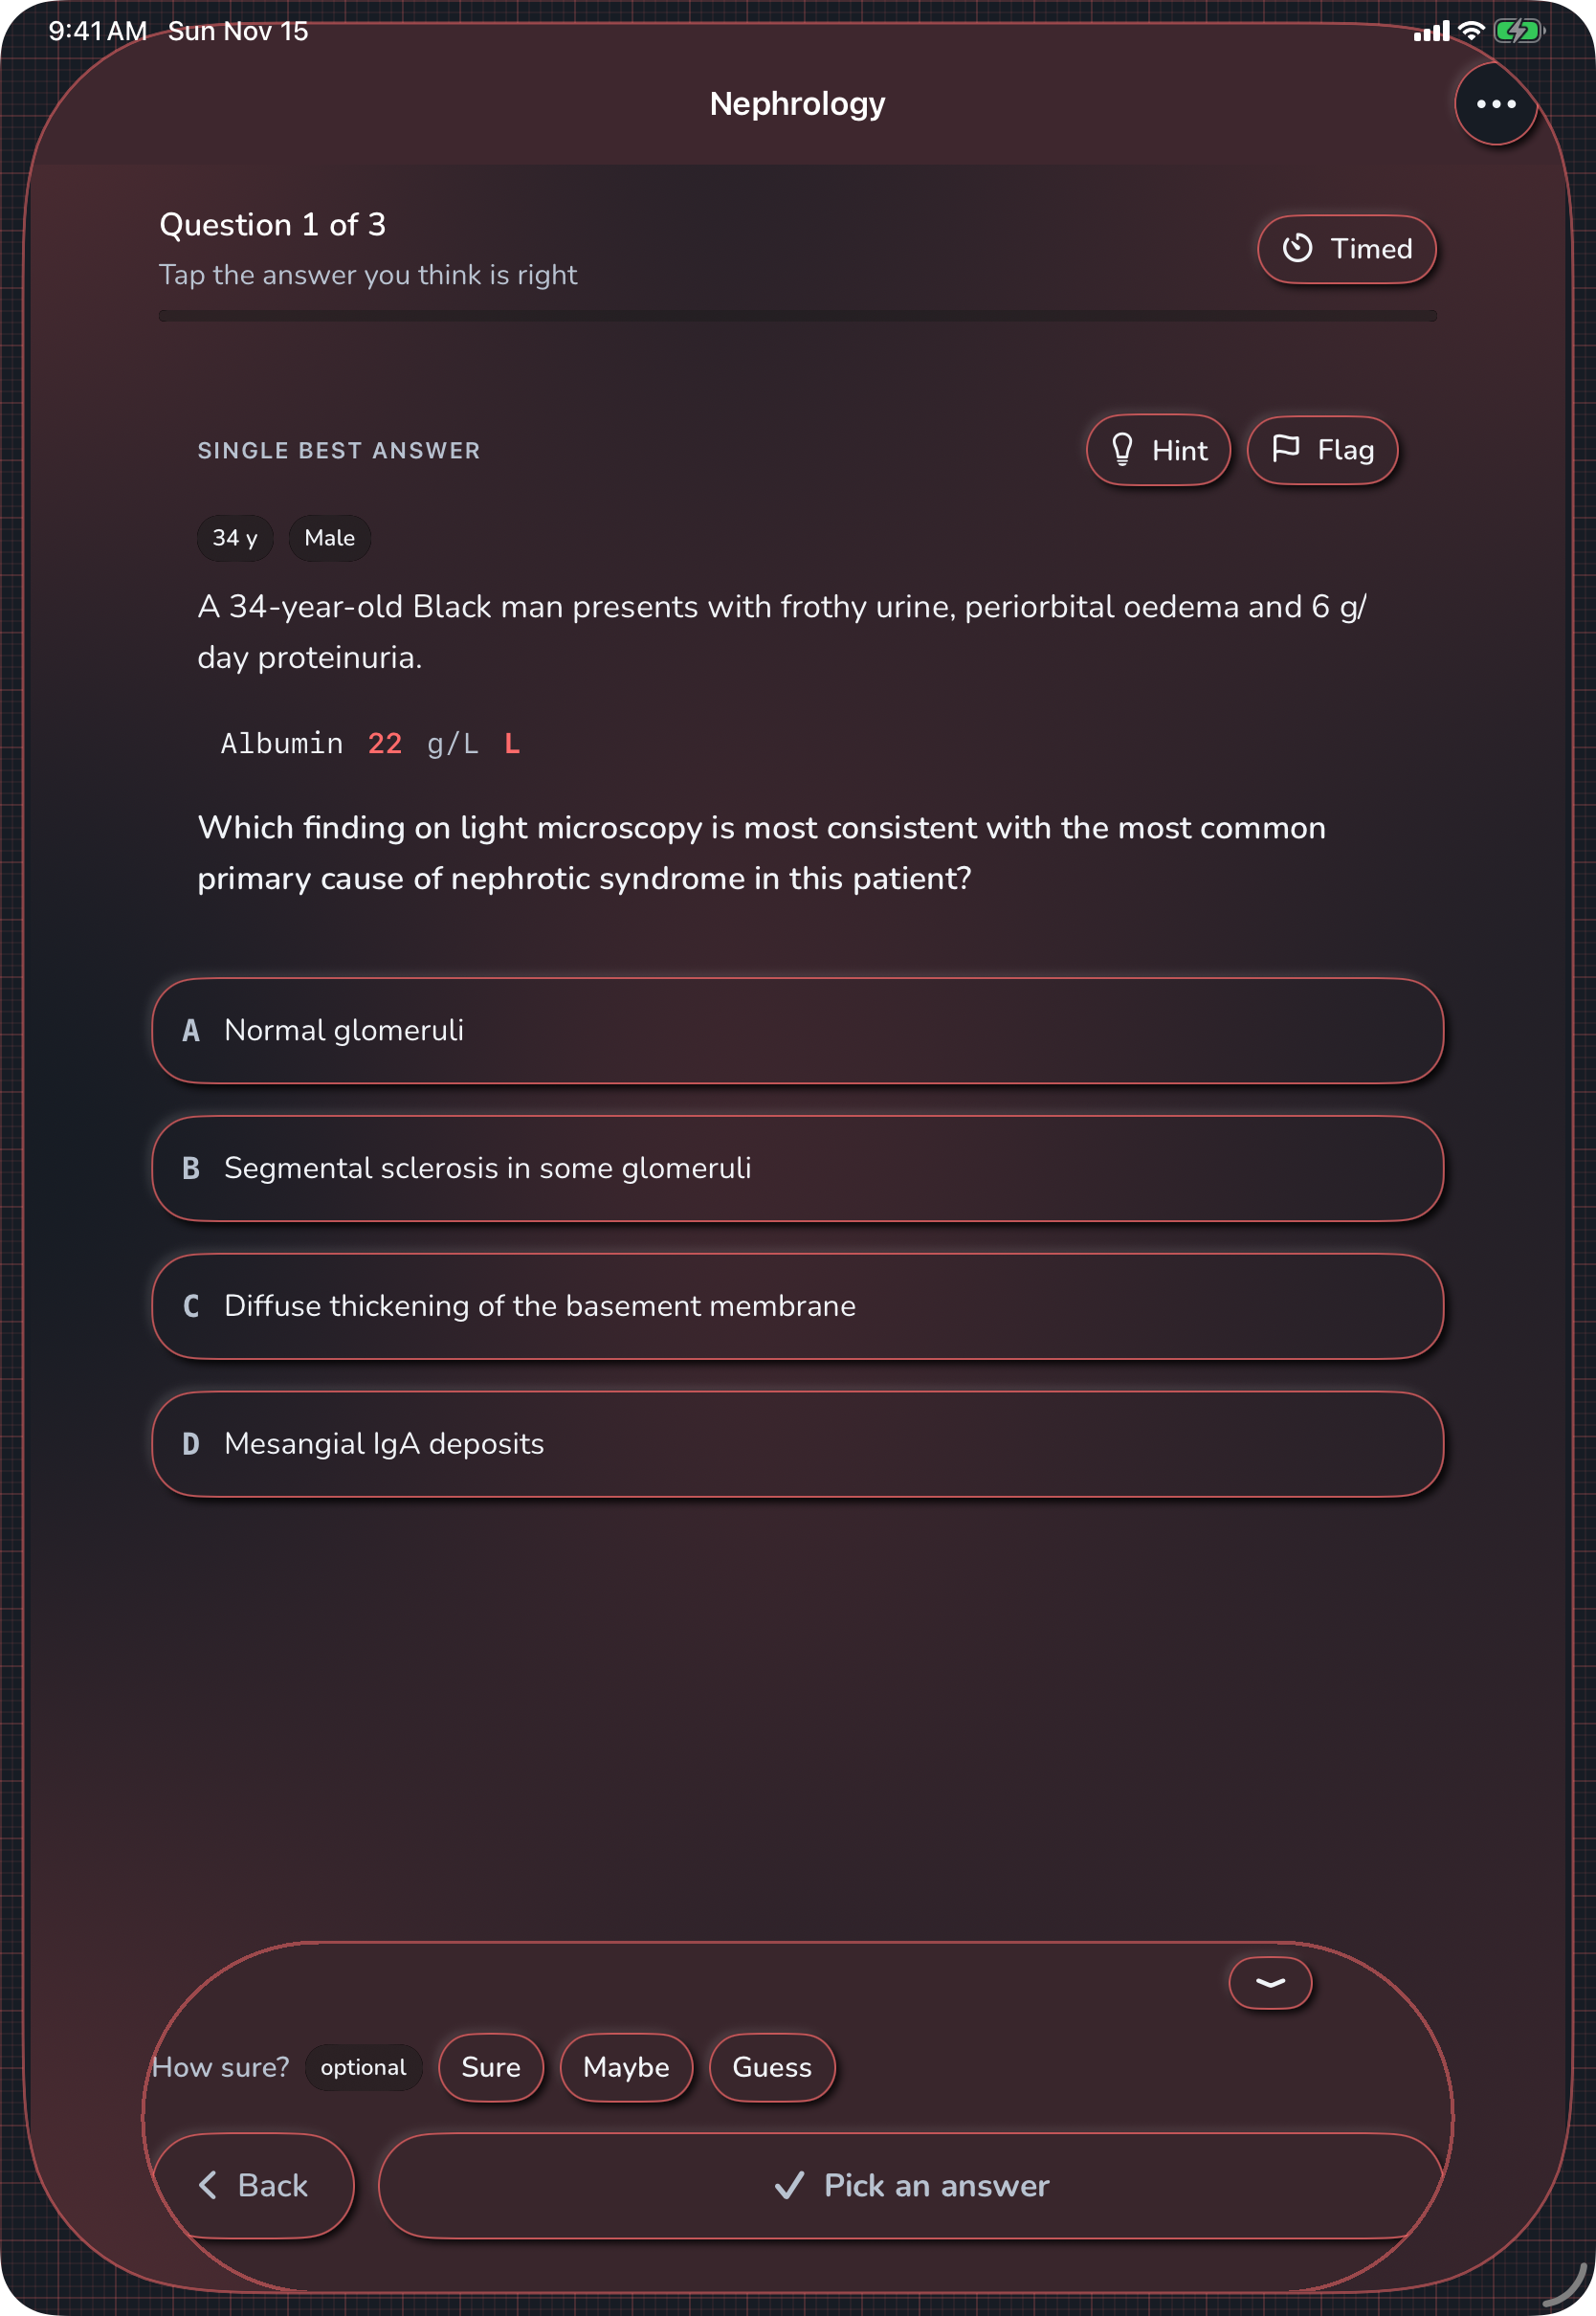 9:41 AM Sun Nov 15
Nephrology
Question 1 of 3
Tap the answer you think is right
Timed
SINGLE BEST ANSWER
Hint
Flag
34 y
Male
A 34-year-old Black man presents with frothy urine, periorbital oedema and 6 g/
day proteinuria.
Albumin 22 g/L L
Which finding on light microscopy is most consistent with the most common
primary cause of nephrotic syndrome in this patient?
A Normal glomeruli
B Segmental sclerosis in some glomeruli
C Diffuse thickening of the basement membrane
D Mesangial IgA deposits
How sure? optional Sure Maybe Guess
Back
Pick an answer